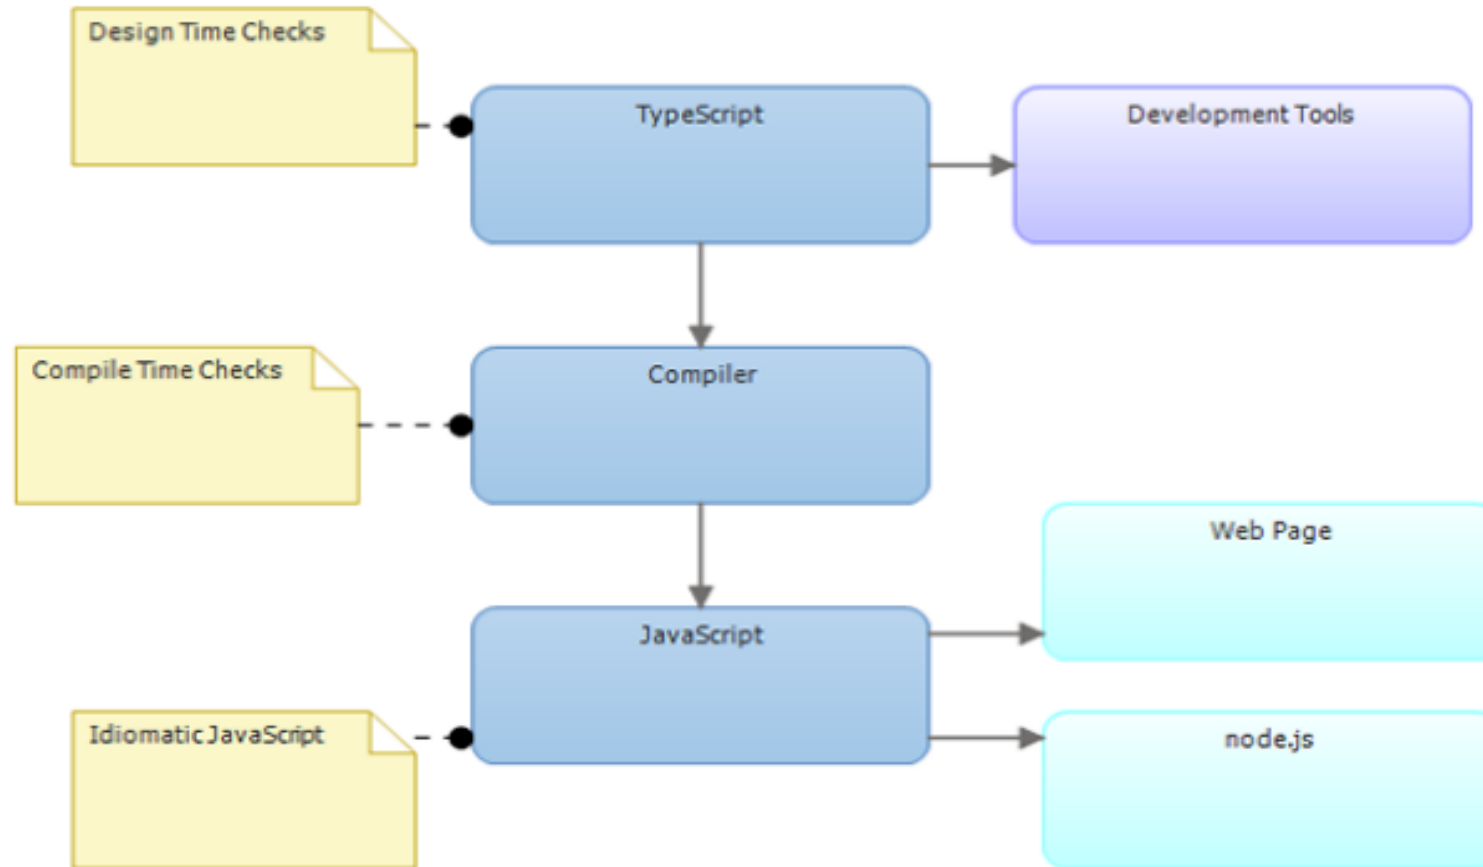 Design Time Checks
TypeScript
Development Tools
Compile Time Checks
Compiler
Web Page
JavaScript
Idiomatic JavaScript
node.js